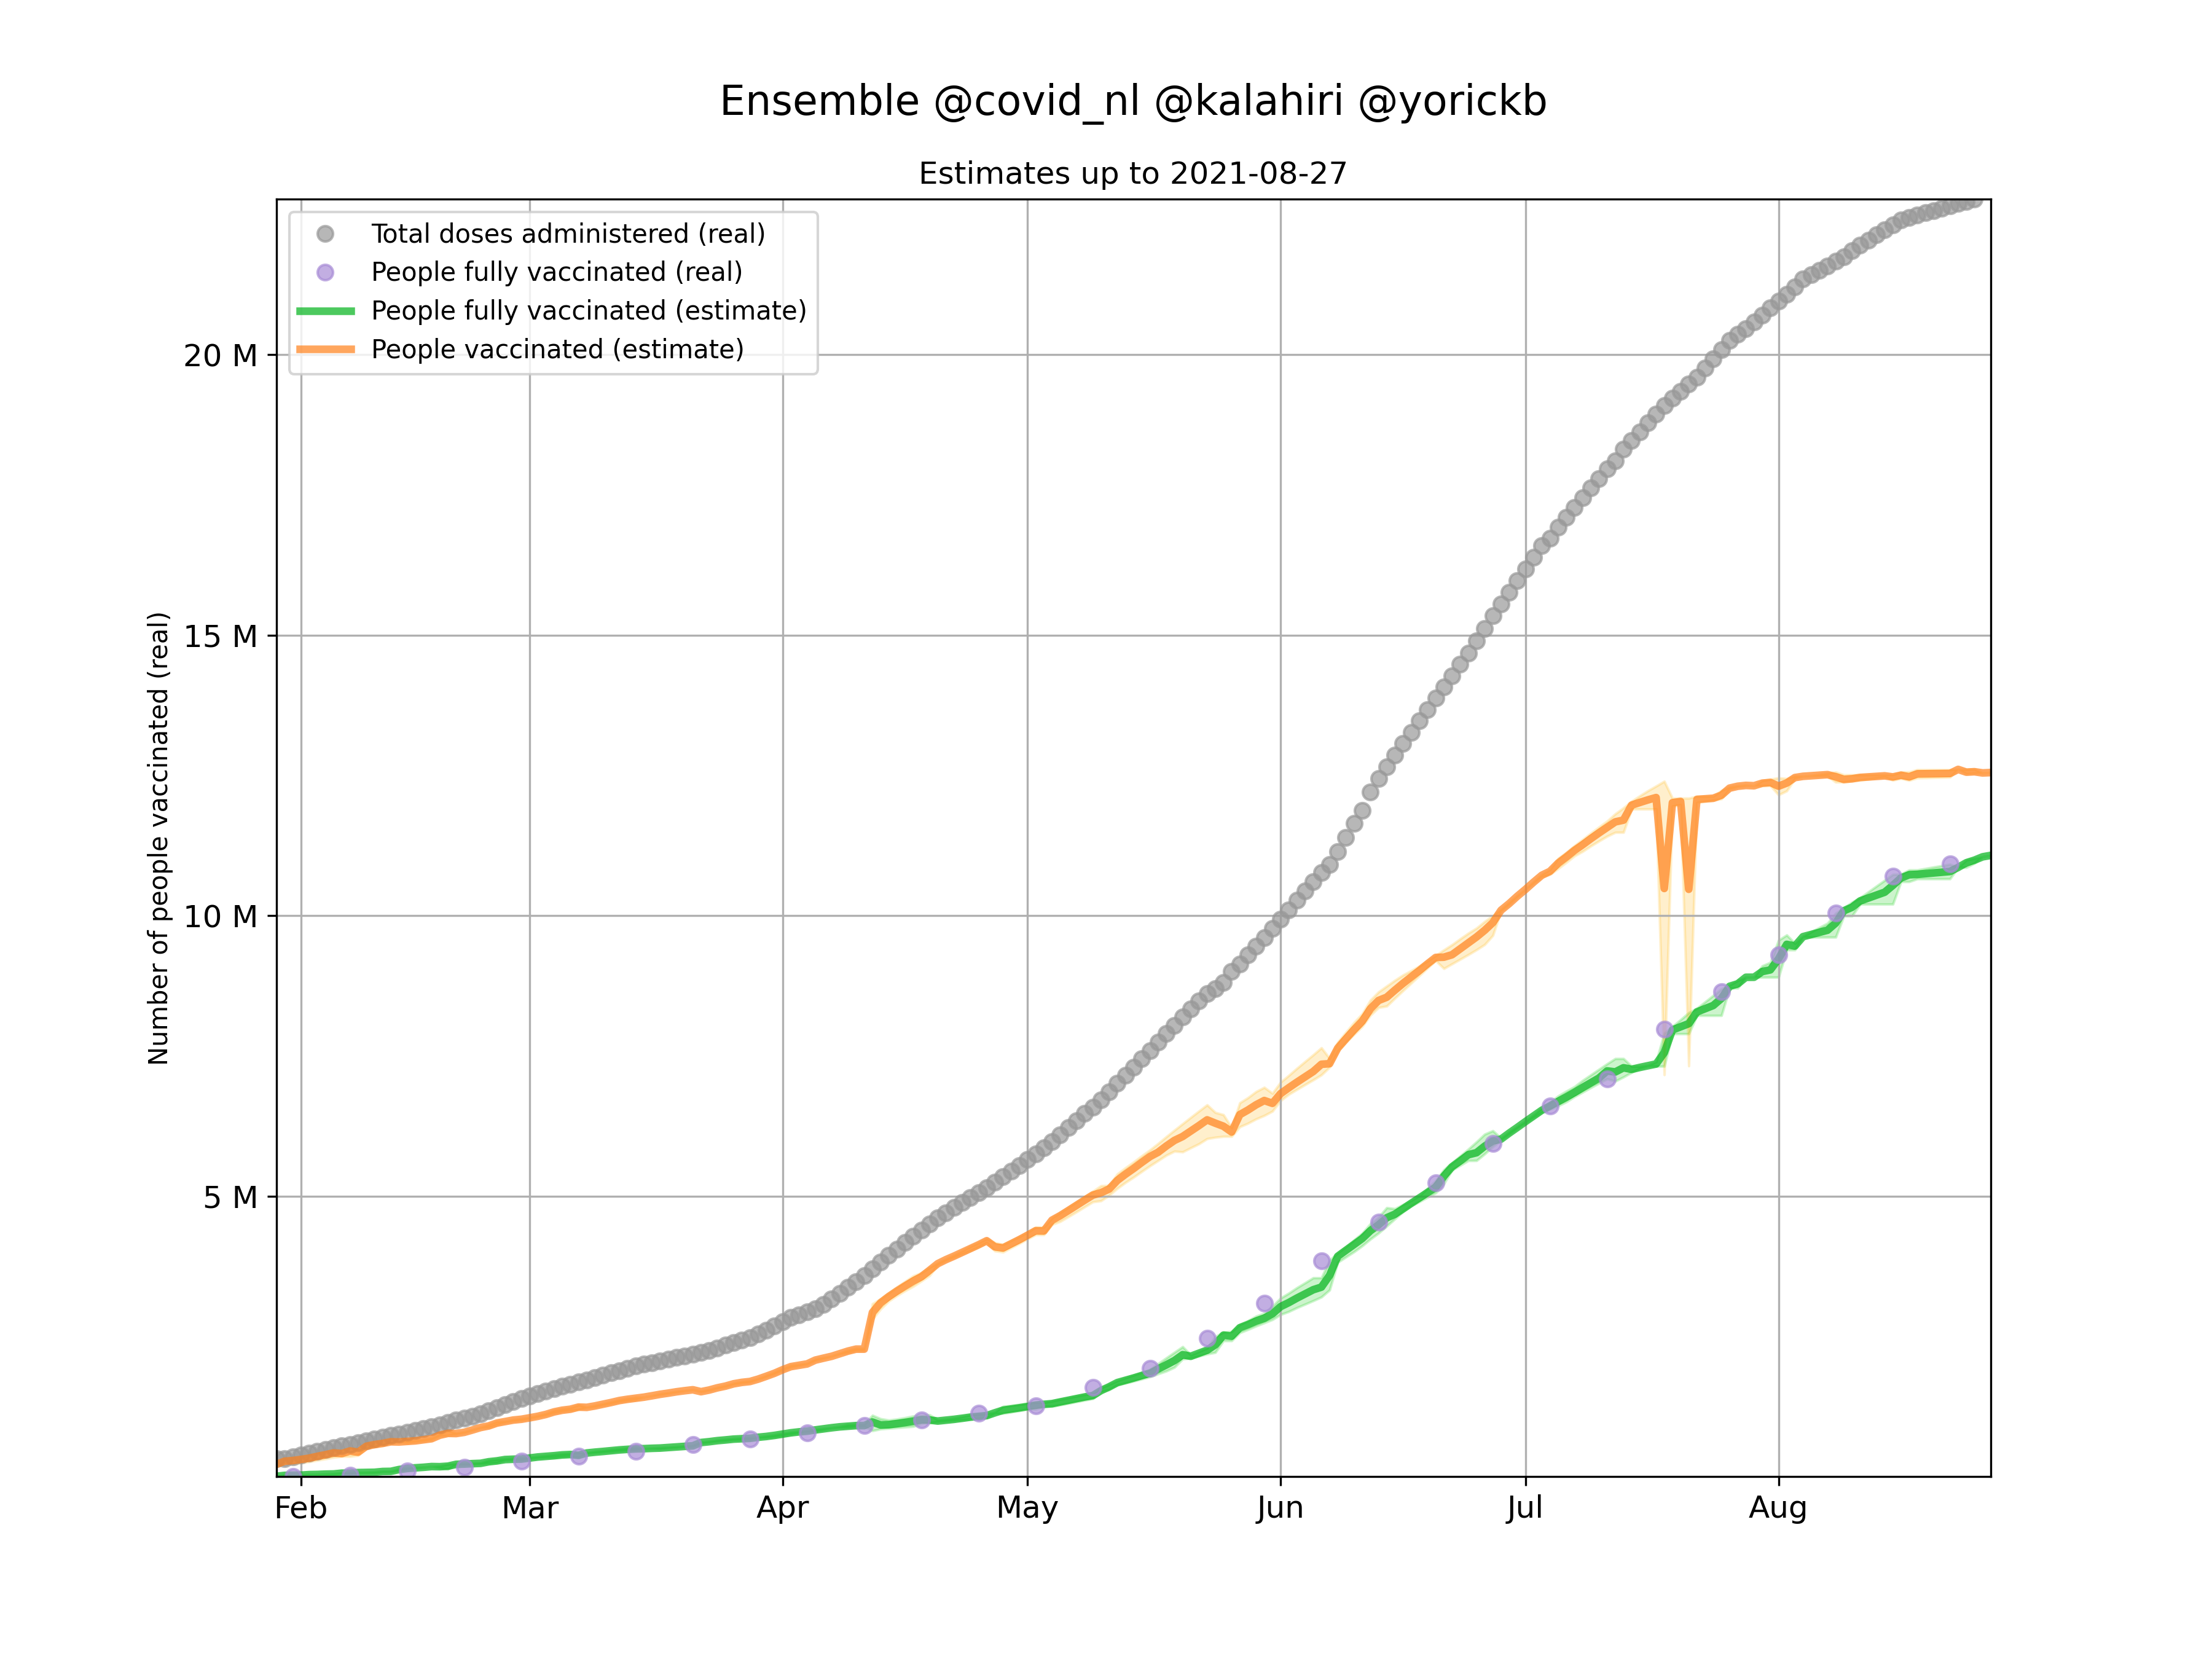 Ensemble @covid_nl @kalahiri @yorickb
Estimates up to 2021-08-27
Total doses administered (real)
People fully vaccinated (real)
People fully vaccinated (estimate)
People vaccinated (estimate)
Number of people vaccinated (real)
20 M
15 M
10 M
5 M
Feb Mar Apr May Jun Jul Aug